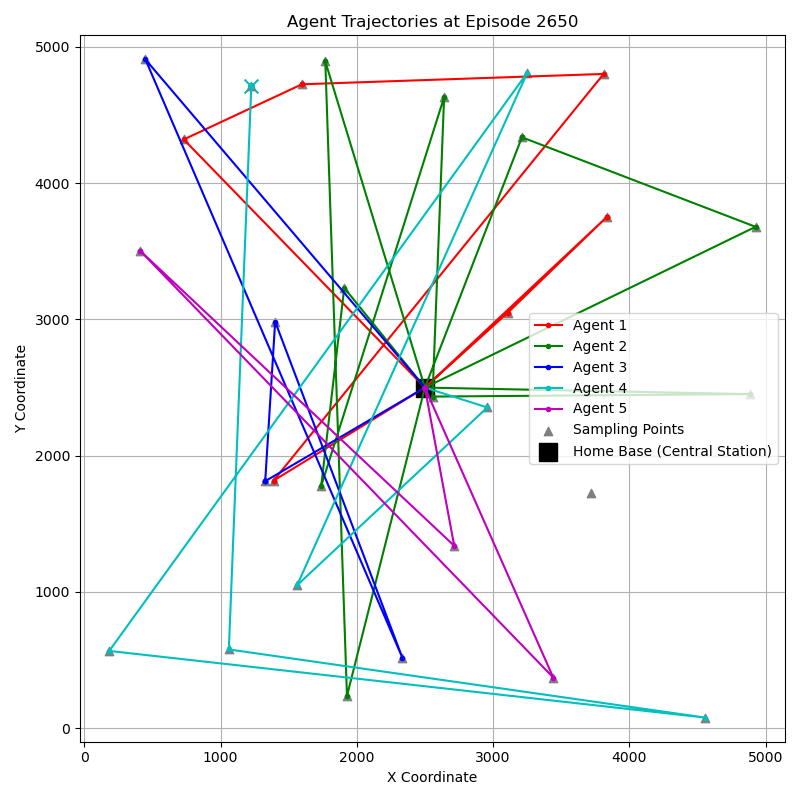 Agent Trajectories at Episode 2650
5000
4000
3000
2000
1000
0
Y Coordinate
Agent 1
Agent 2
Agent 3
Agent 4
Agent 5
Sampling Points
Home Base (Central Station)
0 1000 2000 3000 4000 5000
X Coordinate